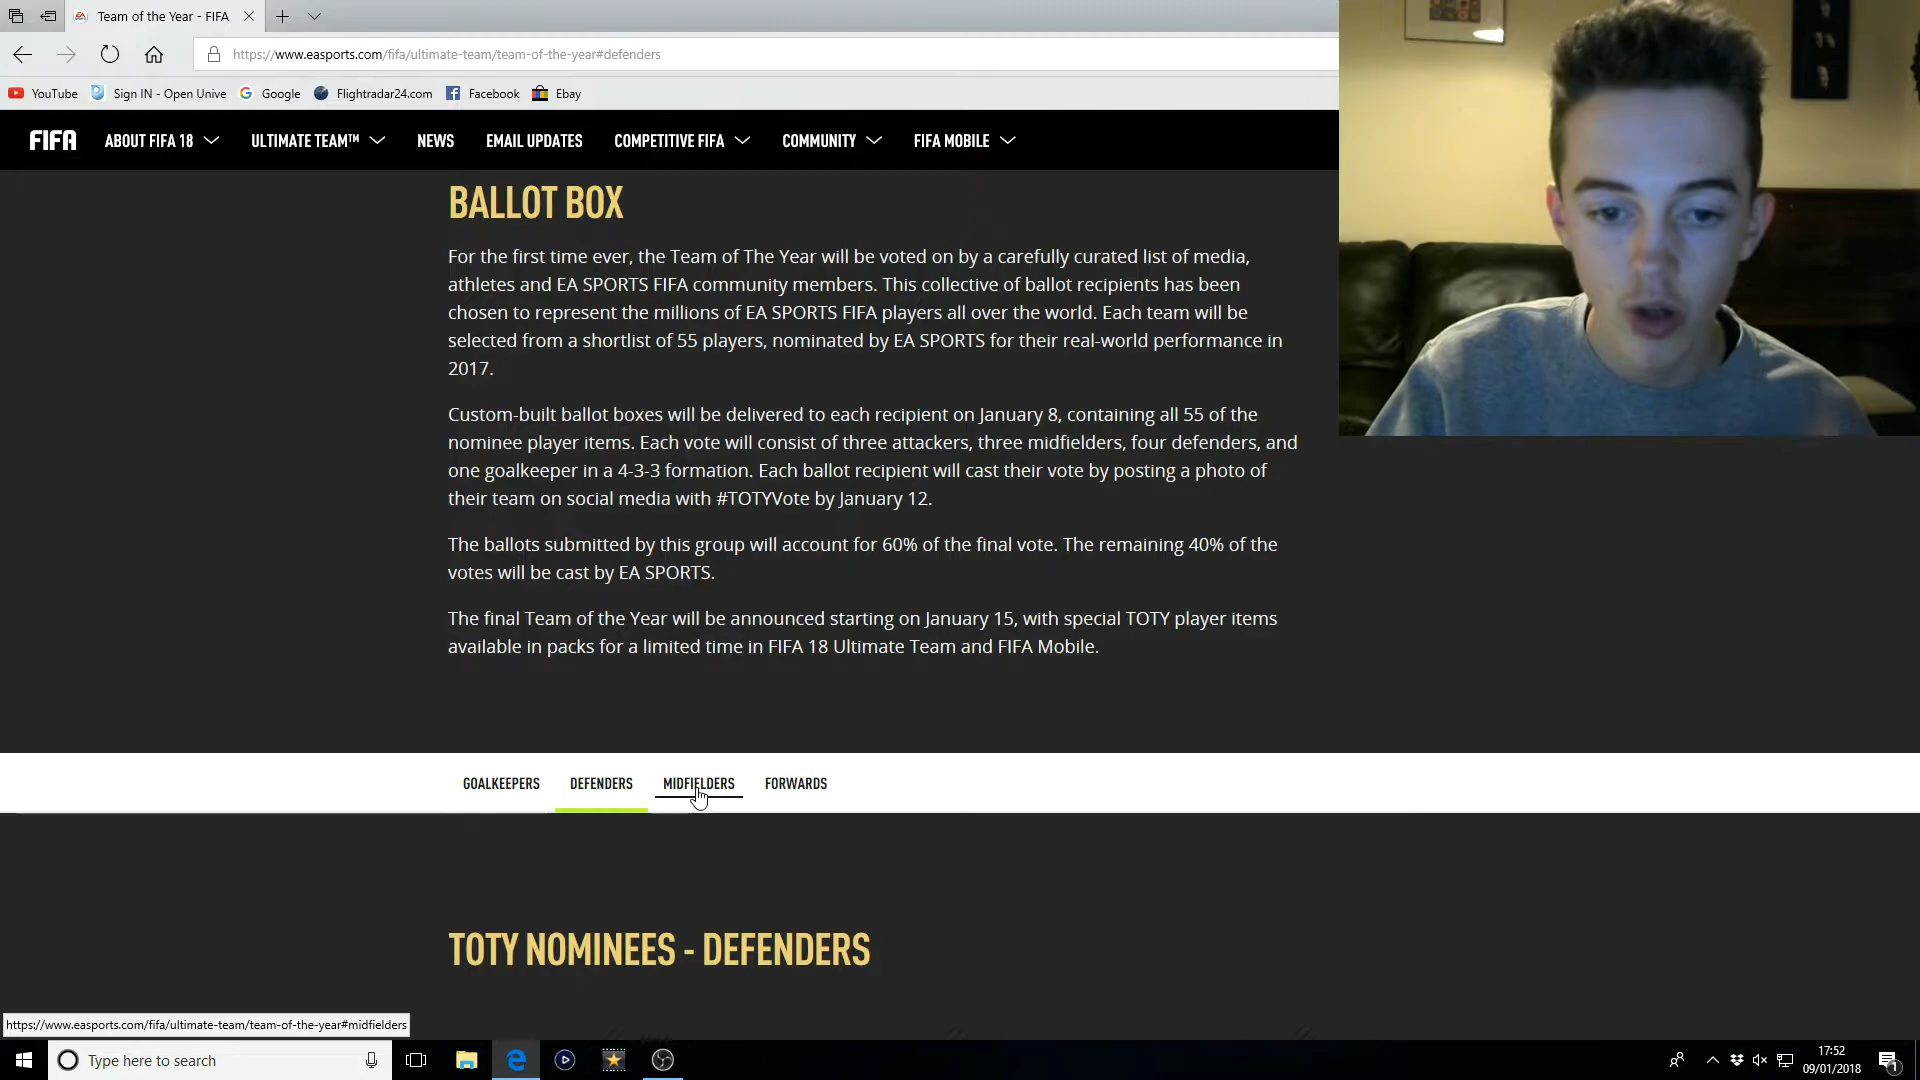 Team of the Year - FIFA
https://www.easports.com/fifa/ultimate-team/team-of-the-year#defenders
YouTube Sign IN - Open Unive Google Flightradar24.com Facebook Ebay
FIFA ABOUT FIFA 18 ULTIMATE TEAM™ NEWS EMAIL UPDATES COMPETITIVE FIFA COMMUNITY FIFA MOBILE
BALLOT BOX
For the first time ever, the Team of The Year will be voted on by a carefully curated list of media,
athletes and EA SPORTS FIFA community members. This collective of ballot recipients has been
chosen to represent the millions of EA SPORTS FIFA players all over the world. Each team will be
selected from a shortlist of 55 players, nominated by EA SPORTS for their real-world performance in
2017.
Custom-built ballot boxes will be delivered to each recipient on January 8, containing all 55 of the
nominee player items. Each vote will consist of three attackers, three midfielders, four defenders, and
one goalkeeper in a 4-3-3 formation. Each ballot recipient will cast their vote by posting a photo of
their team on social media with #TOTYVote by January 12.
The ballots submitted by this group will account for 60% of the final vote. The remaining 40% of the
votes will be cast by EA SPORTS.
The final Team of the Year will be announced starting on January 15, with special TOTY player items
available in packs for a limited time in FIFA 18 Ultimate Team and FIFA Mobile.
GOALKEEPERS DEFENDERS MIDFIELDERS FORWARDS
TOTY NOMINEES - DEFENDERS
https://www.easports.com/fifa/ultimate-team/team-of-the-year#midfielders
Type here to search
17:52
09/01/2018
1